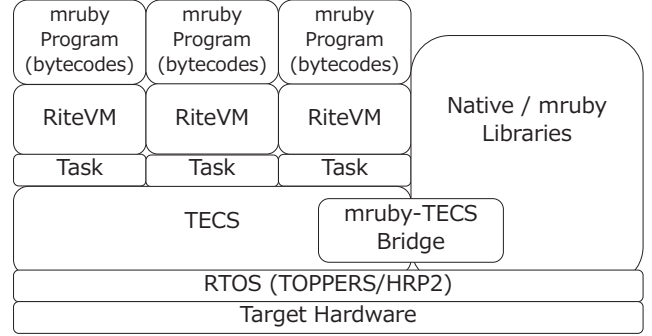 mruby
Program
(bytecodes)
mruby
Program
(bytecodes)
mruby
Program
(bytecodes)
RiteVM
RiteVM
RiteVM
Native / mruby
Libraries
Task
Task
Task
TECS
mruby-TECS
Bridge
RTOS (TOPPERS/HRP2)
Target Hardware